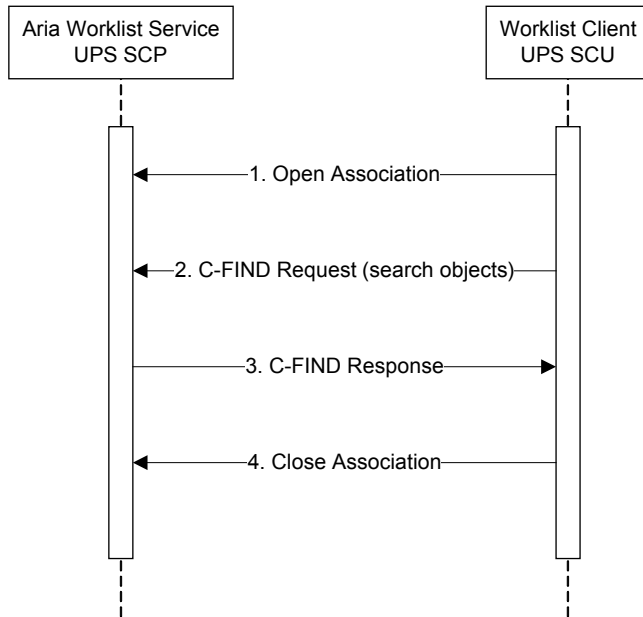 Aria Worklist Service
UPS SCP
Worklist Client
UPS SCU
1. Open Association
2. C-FIND Request (search objects)
3. C-FIND Response
4. Close Association